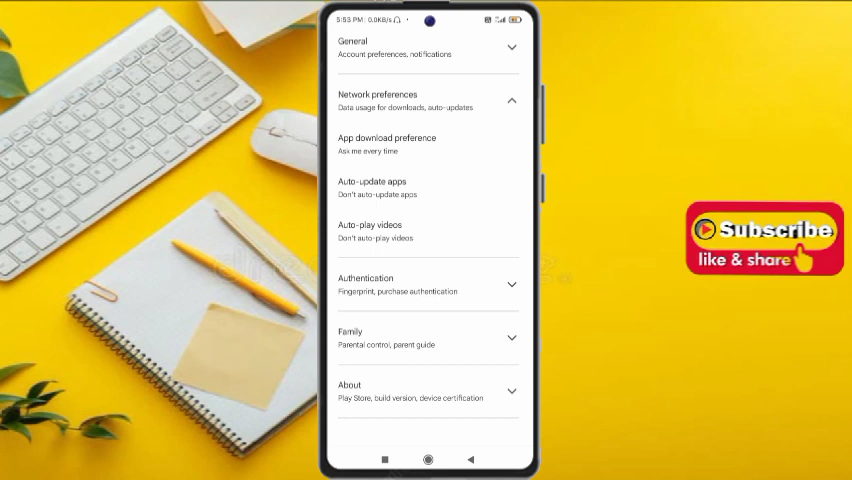 5:53 PM | 0.0KB/s
General
Account preferences, notifications
Network preferences
Data usage for downloads, auto-updates
App download preference
Ask me every time
Auto-update apps
Don't auto-update apps
Auto-play videos
Don't auto-play videos
Authentication
Fingerprint, purchase authentication
Family
Parental control, parent guide
About
Play Store, build version, device certification
Subscribe
like & share